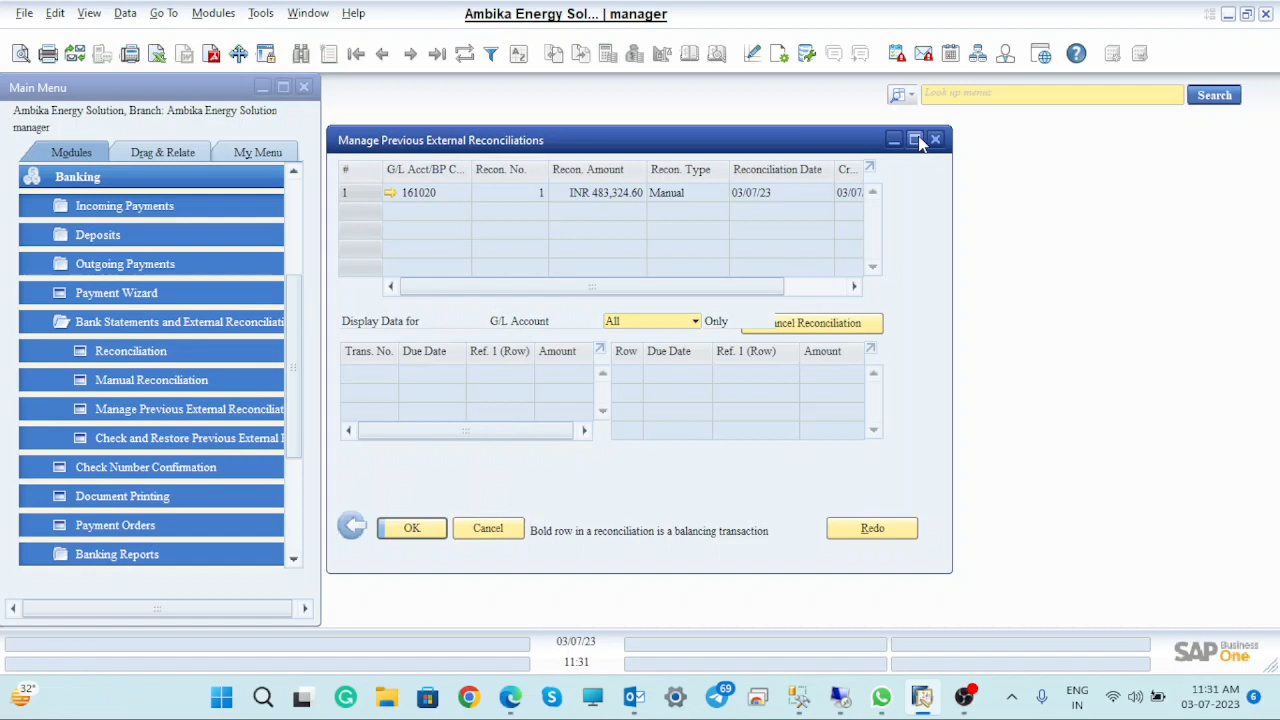 File Edit View Data Go To Modules Tools Window Help
Ambika Energy Sol... | manager
Main Menu
Ambika Energy Solution, Branch: Ambika Energy Solution
manager
Modules Drag & Relate My Menu
Banking
Incoming Payments
Deposits
Outgoing Payments
Payment Wizard
Bank Statements and External Reconciliati
Reconciliation
Manual Reconciliation
Manage Previous External Reconciliat
Check and Restore Previous External
Check Number Confirmation
Document Printing
Payment Orders
Banking Reports
Look up menus
Search
Manage Previous External Reconciliations
# G/L Acct/BP C... Recon. No. Recon. Amount Recon. Type Reconciliation Date Cr...
1 161020 1 INR 483,324.60 Manual 03/07/23 03/07/
Display Data for G/L Account All Only ncel Reconciliation
Trans. No. Due Date Ref. 1 (Row) Amount
Row Due Date Ref. 1 (Row) Amount
OK Cancel Bold row in a reconciliation is a balancing transaction Redo
03/07/23
11:31
SAP Business One
32°
69
ENG
IN
11:31 AM
03-07-2023
6